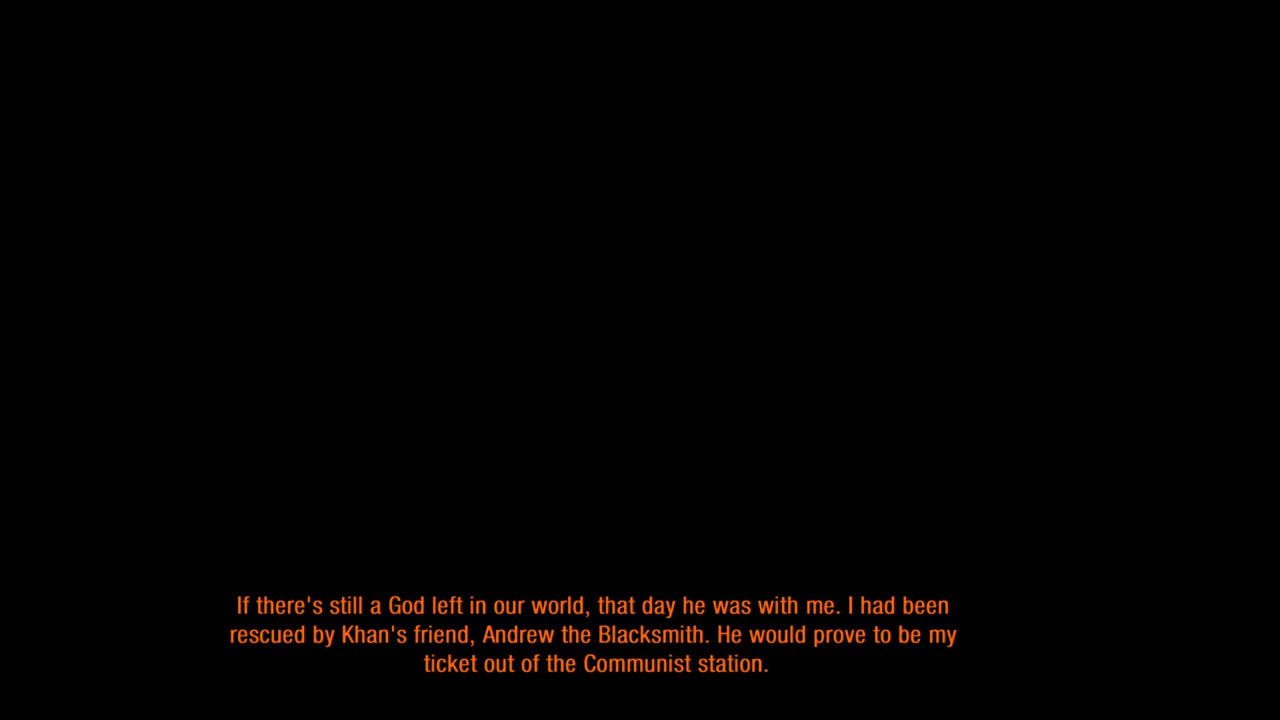 If there's still a God left in our world, that day he was with me. I had been
rescued by Khan's friend, Andrew the Blacksmith. He would prove to be my
ticket out of the Communist station.